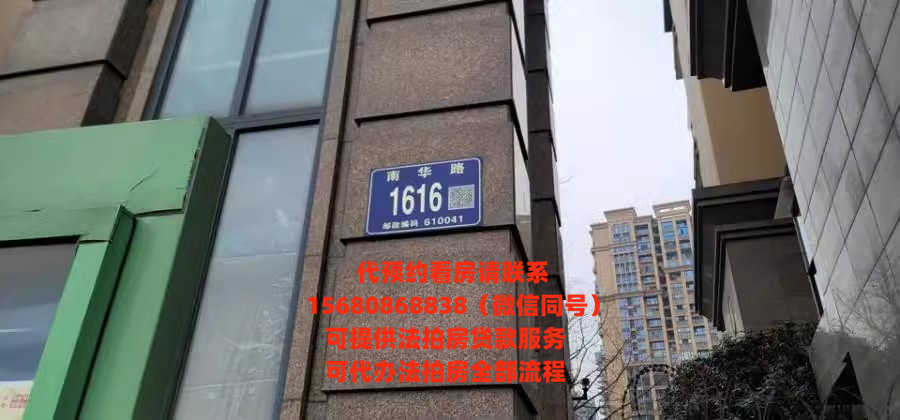 南华路
1616
邮政编码 610041
代预约看房请联系
15680868838（微信同号）
可提供法拍房贷款服务
可代办法拍房全部流程